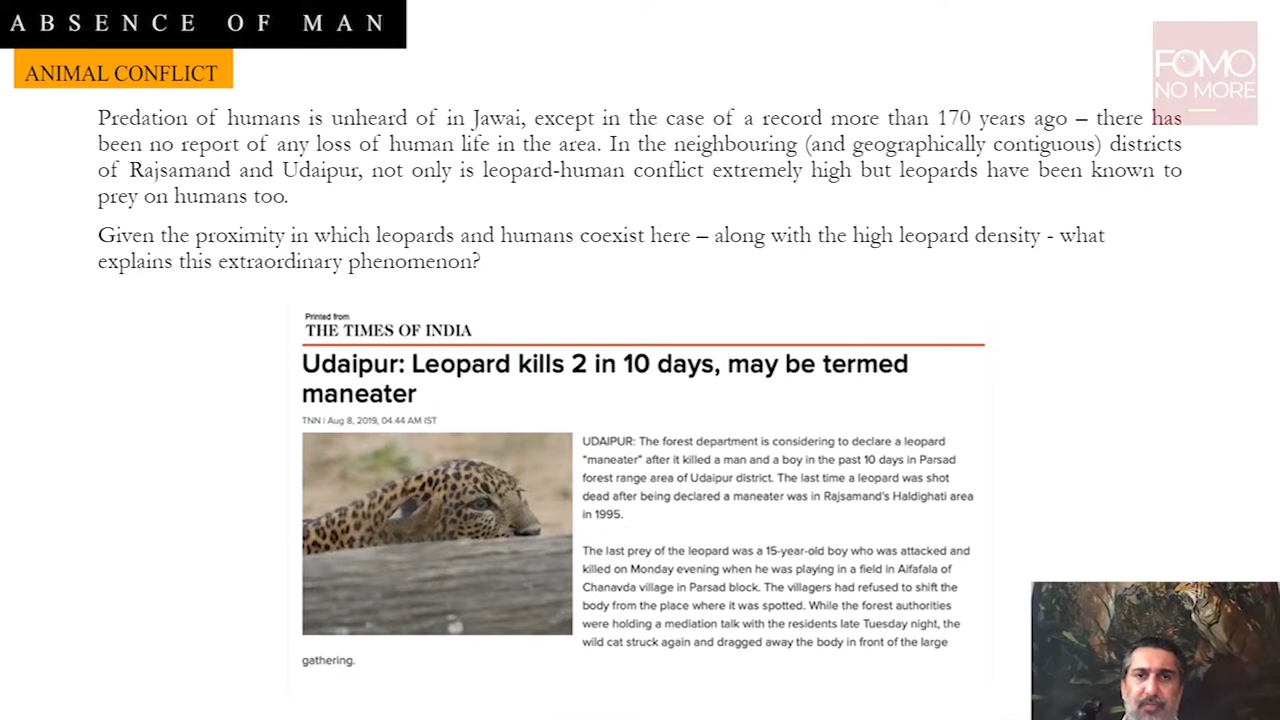 ABSENCE OF MAN
ANIMAL CONFLICT
FOMO
NO MORE
Predation of humans is unheard of in Jawai, except in the case of a record more than 170 years ago – there has
been no report of any loss of human life in the area. In the neighbouring (and geographically contiguous) districts
of Rajsamand and Udaipur, not only is leopard-human conflict extremely high but leopards have been known to
prey on humans too.
Given the proximity in which leopards and humans coexist here – along with the high leopard density - what
explains this extraordinary phenomenon?
Printed from
THE TIMES OF INDIA
Udaipur: Leopard kills 2 in 10 days, may be termed
maneater
TNN | Aug 8, 2019, 04.44 AM IST
UDAIPUR: The forest department is considering to declare a leopard
"maneater" after it killed a man and a boy in the past 10 days in Parsad
forest range area of Udaipur district. The last time a leopard was shot
dead after being declared a maneater was in Rajsamand's Haldighati area
in 1995.
The last prey of the leopard was a 15-year-old boy who was attacked and
killed on Monday evening when he was playing in a field in Aifafala of
Chanavda village in Parsad block. The villagers had refused to shift the
body from the place where it was spotted. While the forest authorities
were holding a mediation talk with the residents late Tuesday night, the
wild cat struck again and dragged away the body in front of the large
gathering.